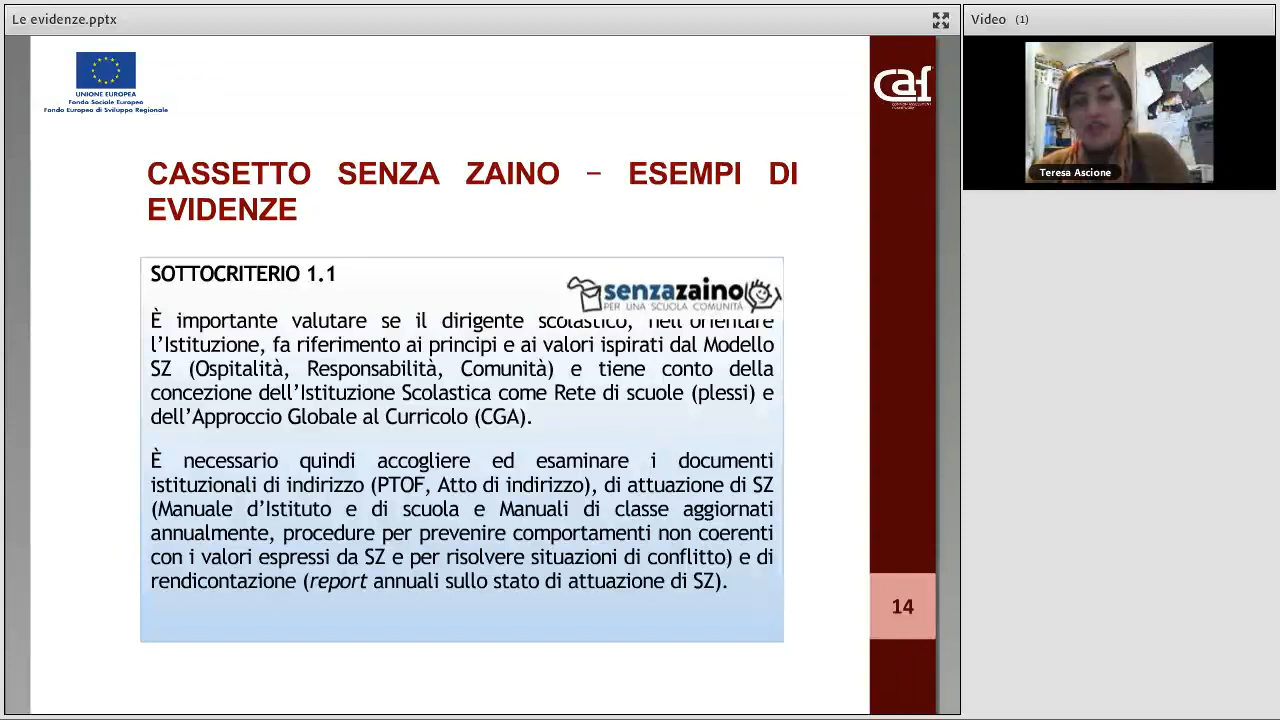 Le evidenze.pptx
Video (1)
UNIONE EUROPEA
Fondo Sociale Europeo
Fondo Europeo di Sviluppo Regionale
caf
COMMON ASSESSMENT
FRAMEWORK
Teresa Ascione
CASSETTO SENZA ZAINO – ESEMPI DI
EVIDENZE
SOTTOCRITERIO 1.1
senzazaino
PER UNA SCUOLA COMUNITÀ
È importante valutare se il dirigente scolastico, nell'orientare
l'Istituzione, fa riferimento ai principi e ai valori ispirati dal Modello
SZ (Ospitalità, Responsabilità, Comunità) e tiene conto della
concezione dell'Istituzione Scolastica come Rete di scuole (plessi) e
dell'Approccio Globale al Curricolo (CGA).
È necessario quindi accogliere ed esaminare i documenti
istituzionali di indirizzo (PTOF, Atto di indirizzo), di attuazione di SZ
(Manuale d'Istituto e di scuola e Manuali di classe aggiornati
annualmente, procedure per prevenire comportamenti non coerenti
con i valori espressi da SZ e per risolvere situazioni di conflitto) e di
rendicontazione (report annuali sullo stato di attuazione di SZ).
14